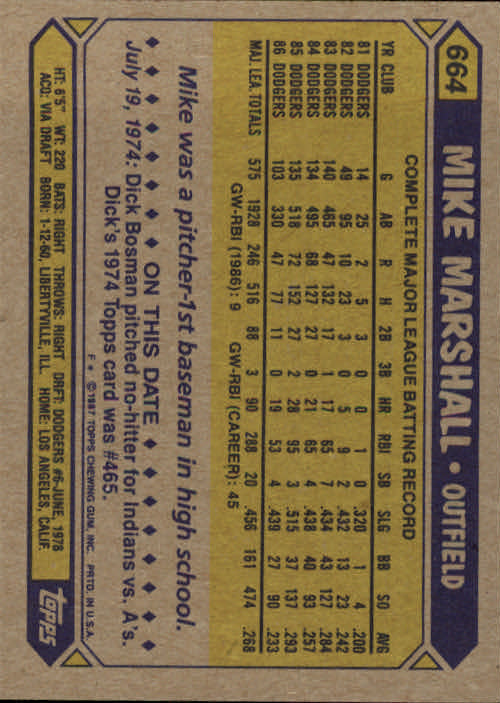 664 MIKE MARSHALL • OUTFIELD
COMPLETE MAJOR LEAGUE BATTING RECORD
YR CLUB G AB R H 2B 3B HR RBI SB SLG BB SO AVG
81 DODGERS 14 25 2 5 3 0 0 1 0 .320 1 4 .200
82 DODGERS 49 95 10 23 3 0 5 9 2 .432 13 23 .242
83 DODGERS 140 465 47 132 17 1 17 65 7 .434 43 127 .284
84 DODGERS 134 495 68 127 27 0 21 65 4 .438 40 93 .257
85 DODGERS 135 518 72 152 27 2 28 95 3 .515 37 137 .293
86 DODGERS 103 330 47 77 11 0 19 53 4 .439 27 90 .233
MAJ. LEA. TOTALS 575 1928 246 516 88 3 90 288 20 .456 161 474 .268
GW-RBI (1986): 9 GW-RBI (CAREER): 45
Mike was a pitcher-1st baseman in high school.
◆ ◆ ◆ ◆ ◆ ◆ ON THIS DATE ◆ ◆ ◆ ◆ ◆ ◆
July 19, 1974: Dick Bosman pitched no-hitter for Indians vs. A's.
Dick's 1974 Topps card was #465.
F * ©1987 TOPPS CHEWING GUM, INC. PRTD. IN U.S.A.
HT: 6'5" WT: 220 BATS: RIGHT THROWS: RIGHT DRFT: DODGERS #6-JUNE, 1978
ACQ: VIA DRAFT BORN: 1-12-60, LIBERTYVILLE, ILL. HOME: LOS ANGELES, CALIF.
TOPPS